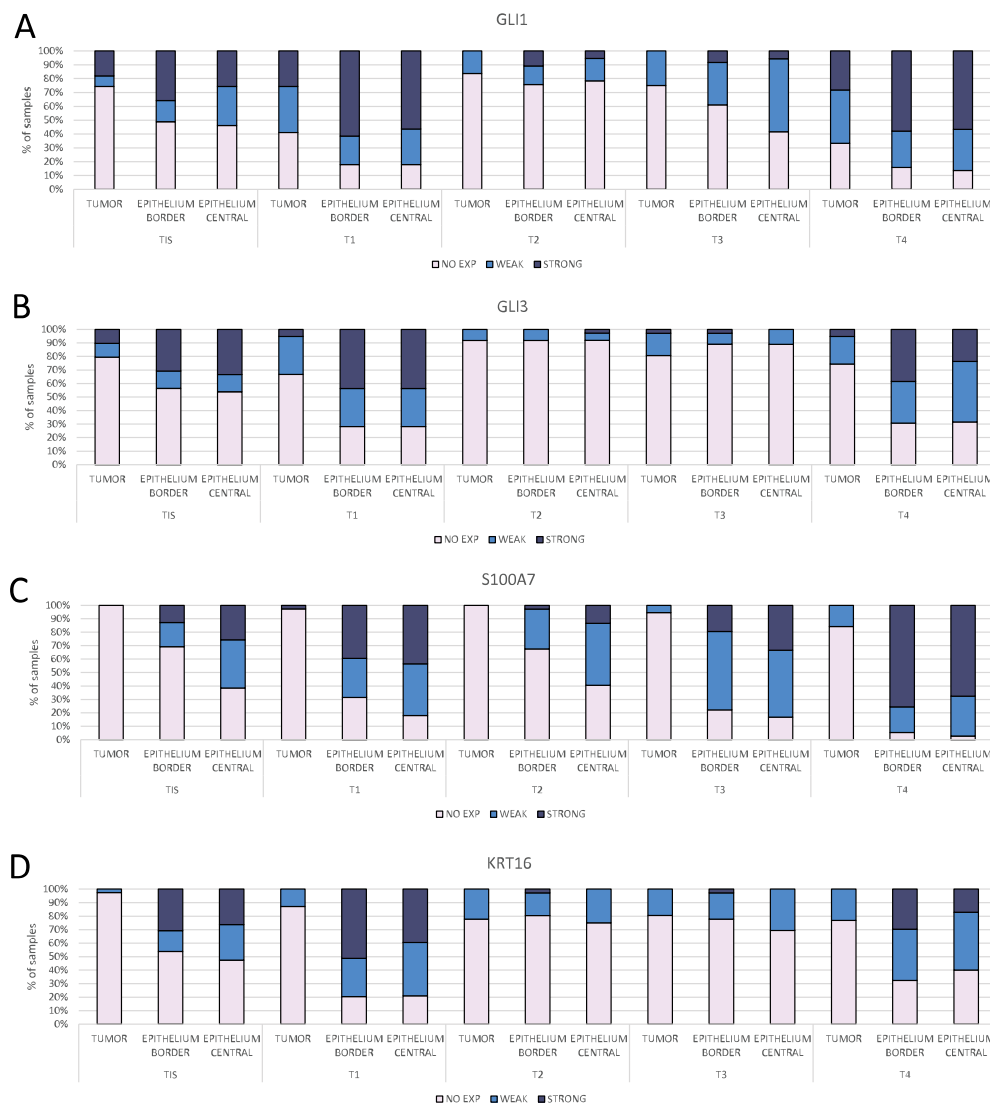 A
GLI1
% of samples
100%
90%
80%
70%
60%
50%
40%
30%
20%
10%
0%
TUMOR EPITHELIUM BORDER EPITHELIUM CENTRAL TUMOR EPITHELIUM BORDER EPITHELIUM CENTRAL TUMOR EPITHELIUM BORDER EPITHELIUM CENTRAL TUMOR EPITHELIUM BORDER EPITHELIUM CENTRAL TUMOR EPITHELIUM BORDER EPITHELIUM CENTRAL
TIS T1 T2 T3 T4
NO EXP WEAK STRONG
B
GLI3
% of samples
100%
90%
80%
70%
60%
50%
40%
30%
20%
10%
0%
TUMOR EPITHELIUM BORDER EPITHELIUM CENTRAL TUMOR EPITHELIUM BORDER EPITHELIUM CENTRAL TUMOR EPITHELIUM BORDER EPITHELIUM CENTRAL TUMOR EPITHELIUM BORDER EPITHELIUM CENTRAL TUMOR EPITHELIUM BORDER EPITHELIUM CENTRAL
TIS T1 T2 T3 T4
NO EXP WEAK STRONG
C
S100A7
% of samples
100%
90%
80%
70%
60%
50%
40%
30%
20%
10%
0%
TUMOR EPITHELIUM BORDER EPITHELIUM CENTRAL TUMOR EPITHELIUM BORDER EPITHELIUM CENTRAL TUMOR EPITHELIUM BORDER EPITHELIUM CENTRAL TUMOR EPITHELIUM BORDER EPITHELIUM CENTRAL TUMOR EPITHELIUM BORDER EPITHELIUM CENTRAL
TIS T1 T2 T3 T4
NO EXP WEAK STRONG
D
KRT16
% of samples
100%
90%
80%
70%
60%
50%
40%
30%
20%
10%
0%
TUMOR EPITHELIUM BORDER EPITHELIUM CENTRAL TUMOR EPITHELIUM BORDER EPITHELIUM CENTRAL TUMOR EPITHELIUM BORDER EPITHELIUM CENTRAL TUMOR EPITHELIUM BORDER EPITHELIUM CENTRAL TUMOR EPITHELIUM BORDER EPITHELIUM CENTRAL
TIS T1 T2 T3 T4
NO EXP WEAK STRONG